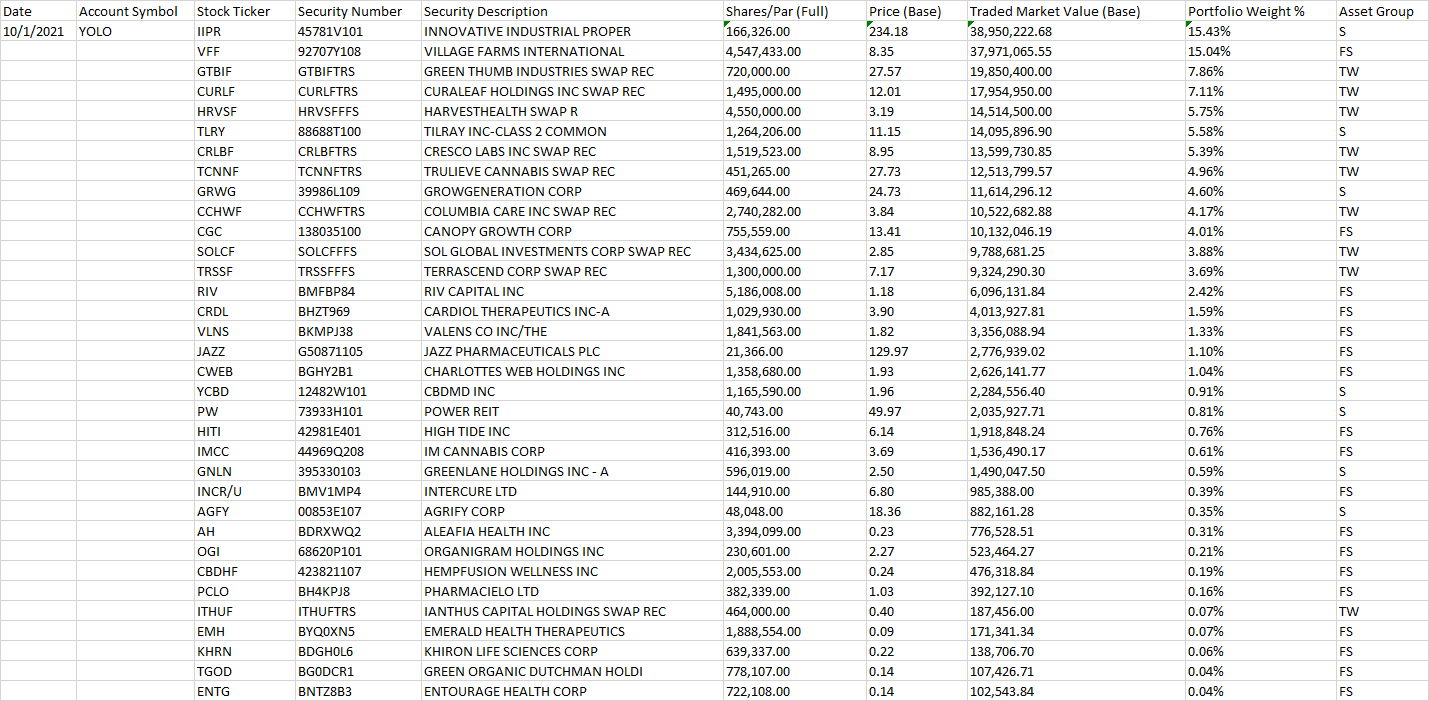 Date Account Symbol Stock Ticker Security Number Security Description Shares/Par (Full) Price (Base) Traded Market Value (Base) Portfolio Weight % Asset Group
10/1/2021 YOLO IIPR 45781V101 INNOVATIVE INDUSTRIAL PROPER 166,326.00 234.18 38,950,222.68 15.43% S
VFF 92707Y108 VILLAGE FARMS INTERNATIONAL 4,547,433.00 8.35 37,971,065.55 15.04% FS
GTBIF GTBIFTRS GREEN THUMB INDUSTRIES SWAP REC 720,000.00 27.57 19,850,400.00 7.86% TW
CURLF CURLFTRS CURALEAF HOLDINGS INC SWAP REC 1,495,000.00 12.01 17,954,950.00 7.11% TW
HRVSF HRVSFFFS HARVESTHEALTH SWAP R 4,550,000.00 3.19 14,514,500.00 5.75% TW
TLRY 88688T100 TILRAY INC-CLASS 2 COMMON 1,264,206.00 11.15 14,095,896.90 5.58% S
CRLBF CRLBFTRS CRESCO LABS INC SWAP REC 1,519,523.00 8.95 13,599,730.85 5.39% TW
TCNNF TCNNFTRS TRULIEVE CANNABIS SWAP REC 451,265.00 27.73 12,513,799.57 4.96% TW
GRWG 39986L109 GROWGENERATION CORP 469,644.00 24.73 11,614,296.12 4.60% S
CCHWF CCHWFTRS COLUMBIA CARE INC SWAP REC 2,740,282.00 3.84 10,522,682.88 4.17% TW
CGC 138035100 CANOPY GROWTH CORP 755,559.00 13.41 10,132,046.19 4.01% FS
SOLCF SOLCFFFS SOL GLOBAL INVESTMENTS CORP SWAP REC 3,434,625.00 2.85 9,788,681.25 3.88% TW
TRSSF TRSSFFFS TERRASCEND CORP SWAP REC 1,300,000.00 7.17 9,324,290.30 3.69% TW
RIV BMFBP84 RIV CAPITAL INC 5,186,008.00 1.18 6,096,131.84 2.42% FS
CRDL BHZT969 CARDIOL THERAPEUTICS INC-A 1,029,930.00 3.90 4,013,927.81 1.59% FS
VLNS BKMPJ38 VALENS CO INC/THE 1,841,563.00 1.82 3,356,088.94 1.33% FS
JAZZ G50871105 JAZZ PHARMACEUTICALS PLC 21,366.00 129.97 2,776,939.02 1.10% FS
CWEB BGHY2B1 CHARLOTTES WEB HOLDINGS INC 1,358,680.00 1.93 2,626,141.77 1.04% FS
YCBD 12482W101 CBDMD INC 1,165,590.00 1.96 2,284,556.40 0.91% S
PW 73933H101 POWER REIT 40,743.00 49.97 2,035,927.71 0.81% S
HITI 42981E401 HIGH TIDE INC 312,516.00 6.14 1,918,848.24 0.76% FS
IMCC 44969Q208 IM CANNABIS CORP 416,393.00 3.69 1,536,490.17 0.61% FS
GNLN 395330103 GREENLANE HOLDINGS INC - A 596,019.00 2.50 1,490,047.50 0.59% S
INCR/U BMV1MP4 INTERCURE LTD 144,910.00 6.80 985,388.00 0.39% FS
AGFY 00853E107 AGRIFY CORP 48,048.00 18.36 882,161.28 0.35% S
AH BDRXWQ2 ALEAFIA HEALTH INC 3,394,099.00 0.23 776,528.51 0.31% FS
OGI 68620P101 ORGANIGRAM HOLDINGS INC 230,601.00 2.27 523,464.27 0.21% FS
CBDHF 423821107 HEMPFUSION WELLNESS INC 2,005,553.00 0.24 476,318.84 0.19% FS
PCLO BH4KPJ8 PHARMACIELO LTD 382,339.00 1.03 392,127.10 0.16% FS
ITHUF ITHUFTRS IANTHUS CAPITAL HOLDINGS SWAP REC 464,000.00 0.40 187,456.00 0.07% TW
EMH BYQ0XN5 EMERALD HEALTH THERAPEUTICS 1,888,554.00 0.09 171,341.34 0.07% FS
KHRN BDGH0L6 KHIRON LIFE SCIENCES CORP 639,337.00 0.22 138,706.70 0.06% FS
TGOD BG0DCR1 GREEN ORGANIC DUTCHMAN HOLDI 778,107.00 0.14 107,426.71 0.04% FS
ENTG BNTZ8B3 ENTOURAGE HEALTH CORP 722,108.00 0.14 102,543.84 0.04% FS